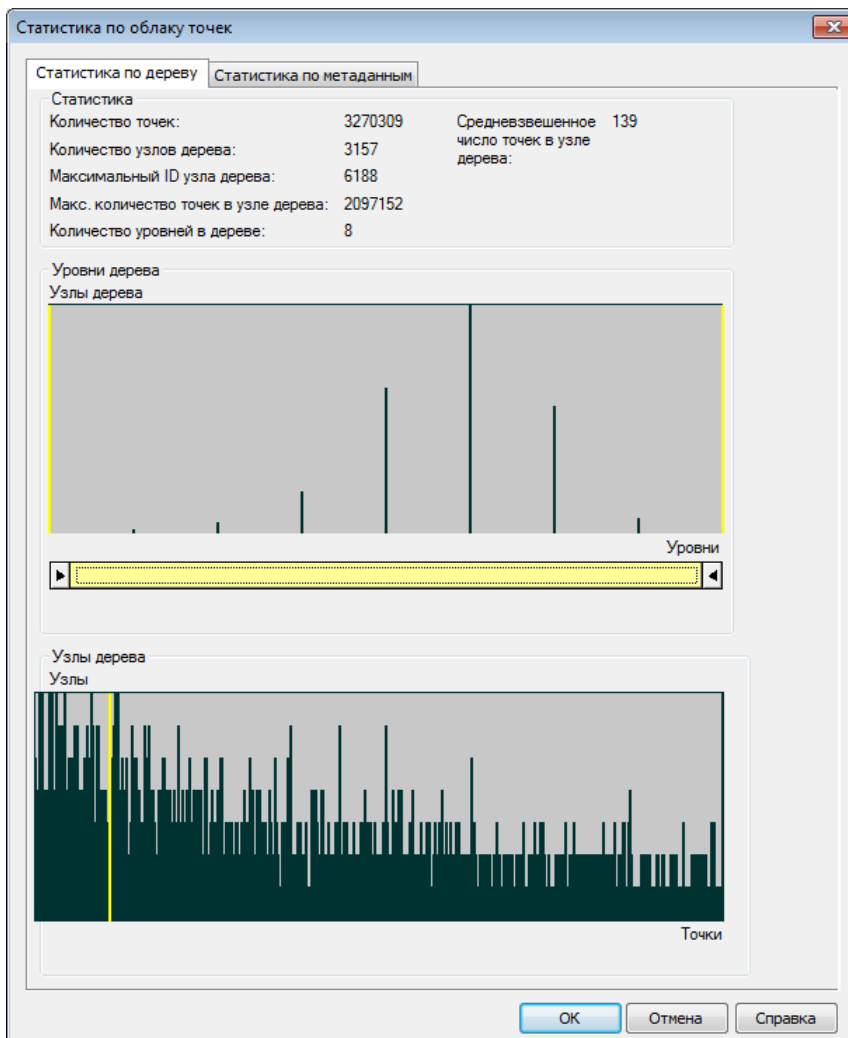 Статистика по облаку точек
Статистика по дереву
Статистика по метаданным
Статистика
Количество точек: 3270309
Средневзвешенное число точек в узле дерева: 139
Количество узлов дерева: 3157
Максимальный ID узла дерева: 6188
Макс. количество точек в узле дерева: 2097152
Количество уровней в дереве: 8
Уровни дерева
Узлы дерева
Уровни
Узлы дерева
Узлы
Точки
ОК
Отмена
Справка